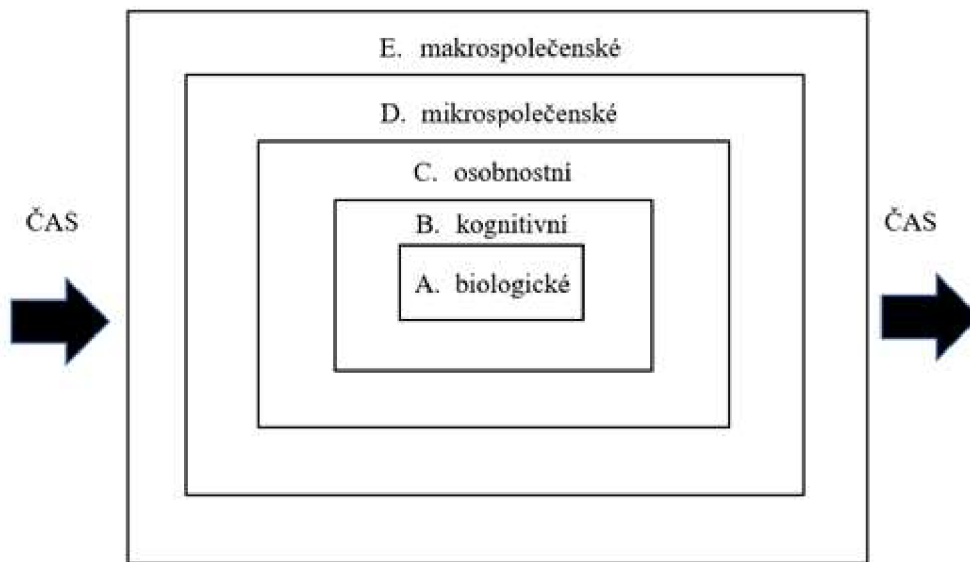 E. makrospolečenské
D. mikrospolečenské
C. osobnostní
B. kognitivní
A. biologické
ČAS
ČAS